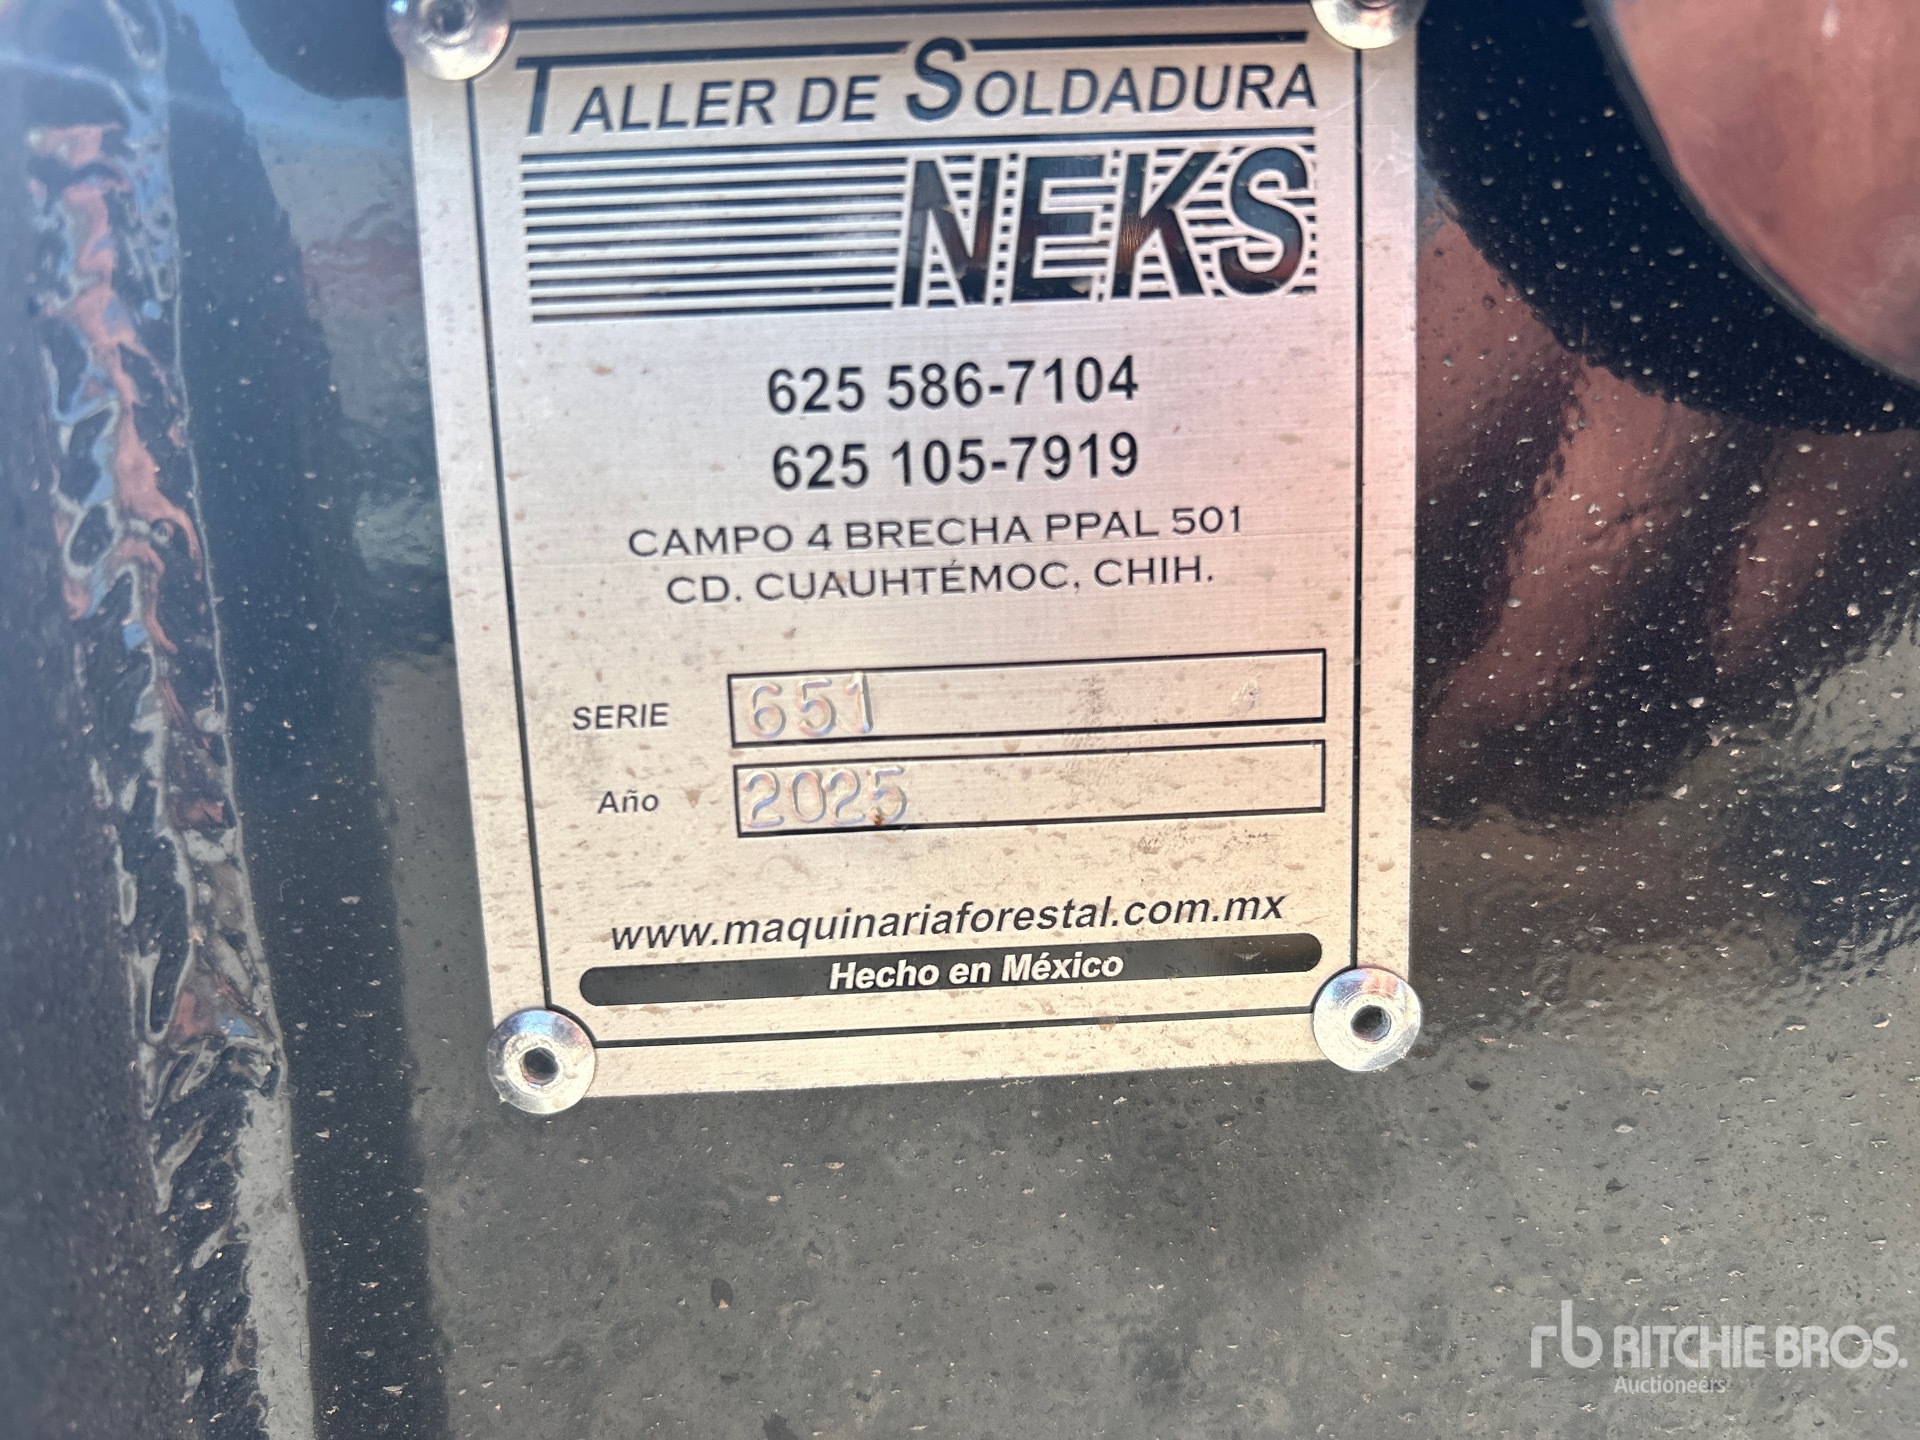 TALLER DE SOLDADURA
NEKS
625 586-7104
625 105-7919
CAMPO 4 BRECHA PPAL 501
CD. CUAUHTÉMOC, CHIH.
SERIE 651
Año 2025
www.maquinariaforestal.com.mx
Hecho en México
rb RITCHIE BROS.
Auctioneers